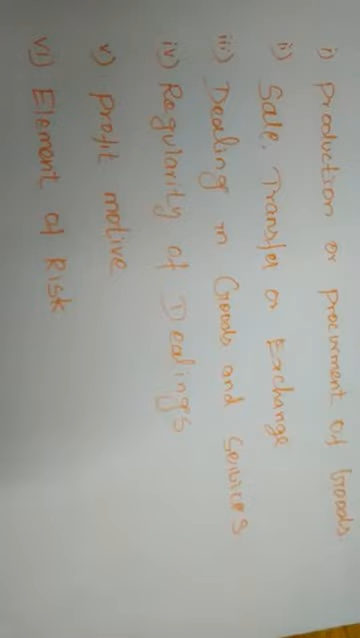 i) Production or procurment of Goods
ii) Sale, Transfer or Exchange
iii) Dealing in Goods and Services
iv) Regularity of Dealings
v) Profit motive
vi) Element of Risk